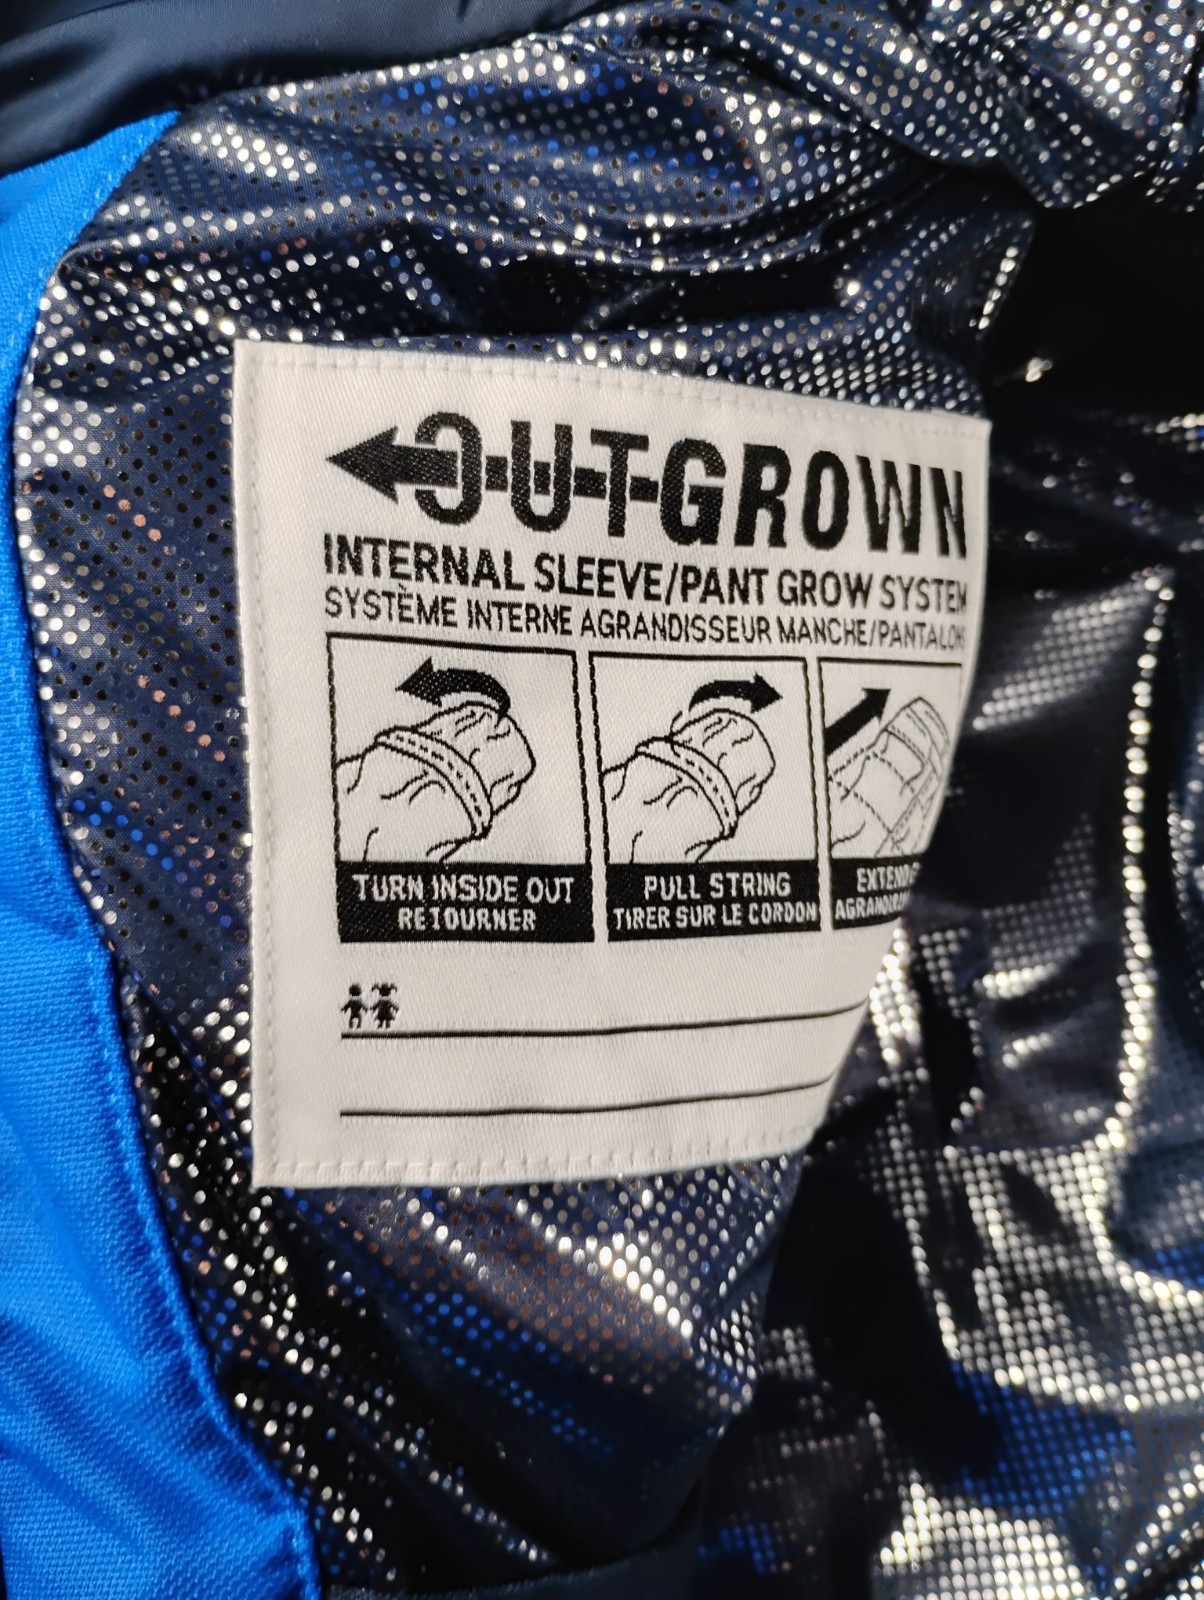 OUTGROWN
INTERNAL SLEEVE/PANT GROW SYSTEM
SYSTÈME INTERNE AGRANDISSEUR MANCHE/PANTALONS
TURN INSIDE OUT
RETOURNER
PULL STRING
TIRER SUR LE CORDON